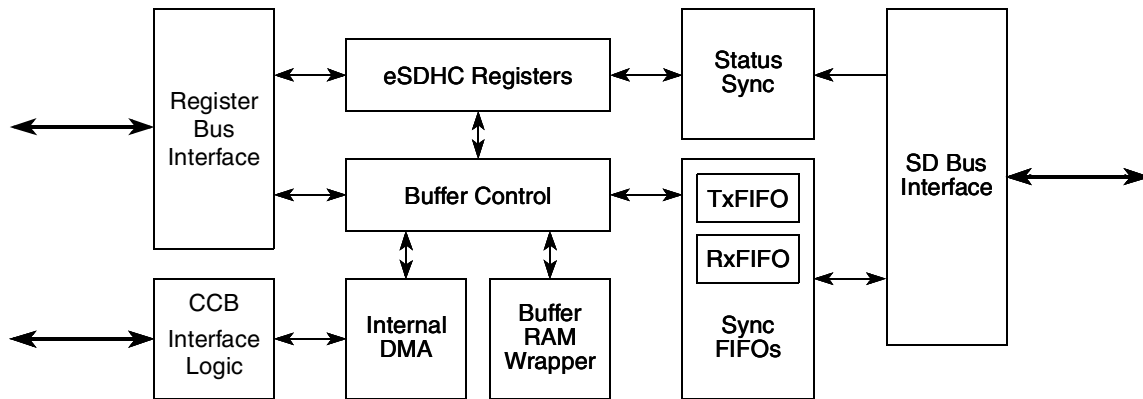 Register
Bus
Interface
eSDHC Registers
Status
Sync
SD Bus
Interface
Buffer Control
TxFIFO
RxFIFO
Sync
FIFOs
CCB
Interface
Logic
Internal
DMA
Buffer
RAM
Wrapper